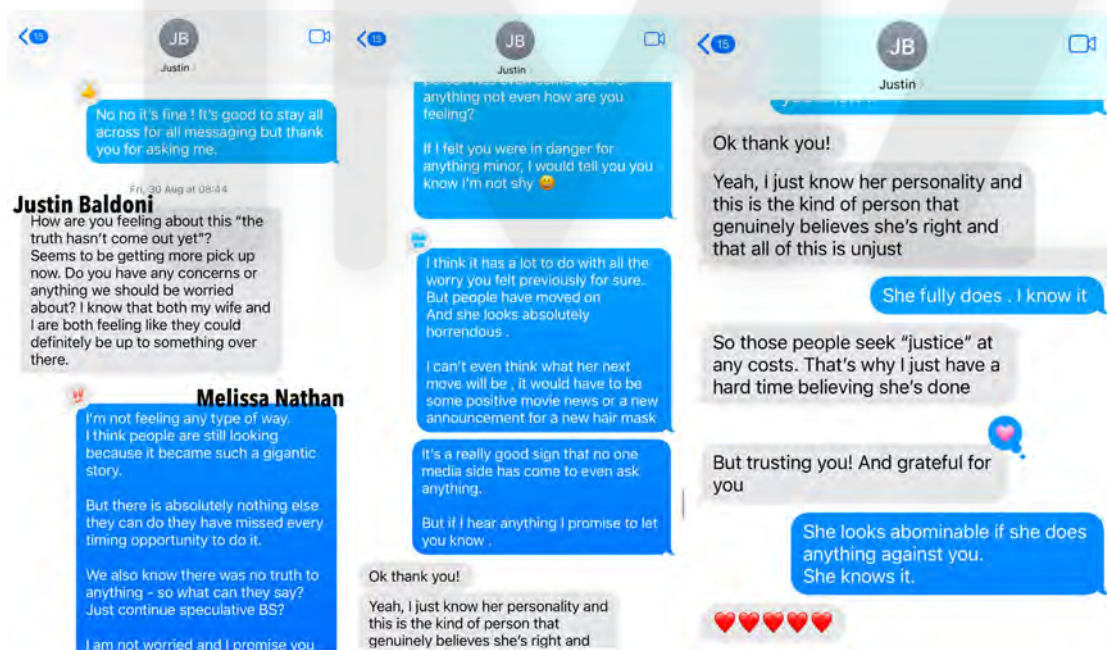 15
JB
Justin
No no it's fine ! It's good to stay all
across for all messaging but thank
you for asking me.
Fri, 30 Aug at 08:44
Justin Baldoni
How are you feeling about this "the
truth hasn't come out yet"?
Seems to be getting more pick up
now. Do you have any concerns or
anything we should be worried
about? I know that both my wife and
I are both feeling like they could
definitely be up to something over
there.
Melissa Nathan
I'm not feeling any type of way.
I think people are still looking
because it became such a gigantic
story.
But there is absolutely nothing else
they can do they have missed every
timing opportunity to do it.
We also know there was no truth to
anything - so what can they say?
Just continue speculative BS?
I am not worried and I promise you
15
JB
Justin
anything not even how are you
feeling?
If I felt you were in danger for
anything minor, I would tell you you
know I'm not shy 😄
I think it has a lot to do with all the
worry you felt previously for sure.
But people have moved on
And she looks absolutely
horrendous .
I can't even think what her next
move will be , it would have to be
some positive movie news or a new
announcement for a new hair mask
It's a really good sign that no one
media side has come to even ask
anything.
But if I hear anything I promise to let
you know .
Ok thank you!
Yeah, I just know her personality and
this is the kind of person that
genuinely believes she's right and
15
JB
Justin
Ok thank you!
Yeah, I just know her personality and
this is the kind of person that
genuinely believes she's right and
that all of this is unjust
She fully does . I know it
So those people seek "justice" at
any costs. That's why I just have a
hard time believing she's done
But trusting you! And grateful for
you
She looks abominable if she does
anything against you.
She knows it.
❤️❤️❤️❤️❤️